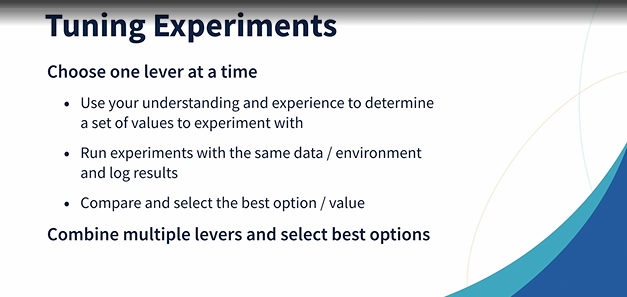 Tuning Experiments
Choose one lever at a time
• Use your understanding and experience to determine
a set of values to experiment with
• Run experiments with the same data / environment
and log results
• Compare and select the best option / value
Combine multiple levers and select best options